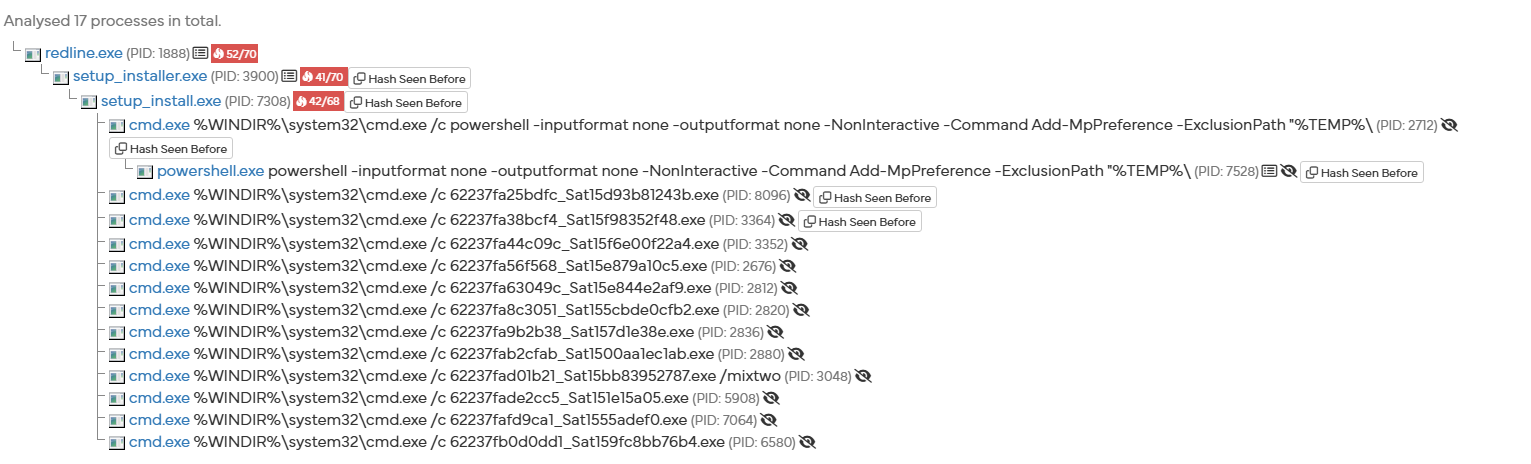 Analysed 17 processes in total.
redline.exe (PID: 1888) 52/70
setup_installer.exe (PID: 3900) 41/70 Hash Seen Before
setup_install.exe (PID: 7308) 42/68 Hash Seen Before
cmd.exe %WINDIR%\system32\cmd.exe /c powershell -inputformat none -outputformat none -NonInteractive -Command Add-MpPreference -ExclusionPath "%TEMP%\ (PID: 2712)
Hash Seen Before
powershell.exe powershell -inputformat none -outputformat none -NonInteractive -Command Add-MpPreference -ExclusionPath "%TEMP%\ (PID: 7528) Hash Seen Before
cmd.exe %WINDIR%\system32\cmd.exe /c 62237fa25bdfc_Sat15d93b81243b.exe (PID: 8096) Hash Seen Before
cmd.exe %WINDIR%\system32\cmd.exe /c 62237fa38bcf4_Sat15f98352f48.exe (PID: 3364) Hash Seen Before
cmd.exe %WINDIR%\system32\cmd.exe /c 62237fa44c09c_Sat15f6e00f22a4.exe (PID: 3352)
cmd.exe %WINDIR%\system32\cmd.exe /c 62237fa56f568_Sat15e879a10c5.exe (PID: 2676)
cmd.exe %WINDIR%\system32\cmd.exe /c 62237fa63049c_Sat15e844e2af9.exe (PID: 2812)
cmd.exe %WINDIR%\system32\cmd.exe /c 62237fa8c3051_Sat155cbde0cfb2.exe (PID: 2820)
cmd.exe %WINDIR%\system32\cmd.exe /c 62237fa9b2b38_Sat157d1e38e.exe (PID: 2836)
cmd.exe %WINDIR%\system32\cmd.exe /c 62237fab2cfab_Sat1500aa1ec1ab.exe (PID: 2880)
cmd.exe %WINDIR%\system32\cmd.exe /c 62237fad01b21_Sat15bb83952787.exe /mixtwo (PID: 3048)
cmd.exe %WINDIR%\system32\cmd.exe /c 62237fade2cc5_Sat151e15a05.exe (PID: 5908)
cmd.exe %WINDIR%\system32\cmd.exe /c 62237fafd9ca1_Sat1555adef0.exe (PID: 7064)
cmd.exe %WINDIR%\system32\cmd.exe /c 62237fb0d0dd1_Sat159fc8bb76b4.exe (PID: 6580)